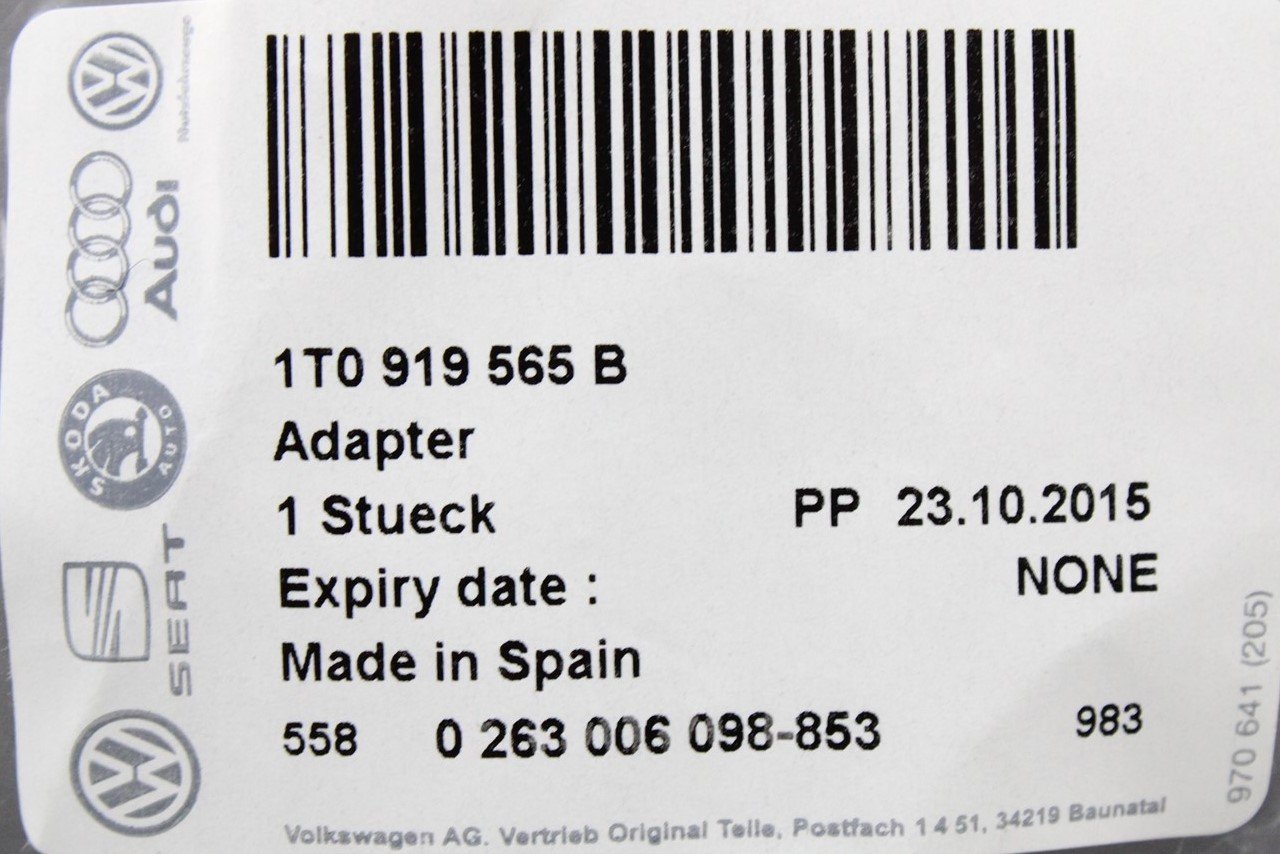 1T0 919 565 B
Adapter
1 Stueck PP 23.10.2015
Expiry date : NONE
Made in Spain
558 0 263 006 098-853 983
Volkswagen AG. Vertrieb Original Teile, Postfach 1 4 51, 34219 Baunatal
970 641 (205)
Nutzfahrzeuge
Audi
SKODA AUTO
SEAT